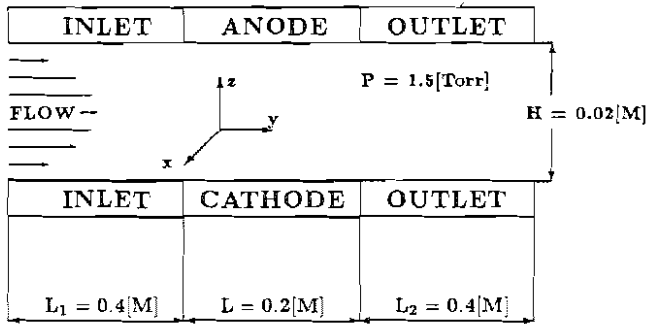 INLET ANODE OUTLET
z
P = 1.5[Torr]
FLOW
y
H = 0.02[M]
x
INLET CATHODE OUTLET
L₁ = 0.4[M] L = 0.2[M] L₂ = 0.4[M]